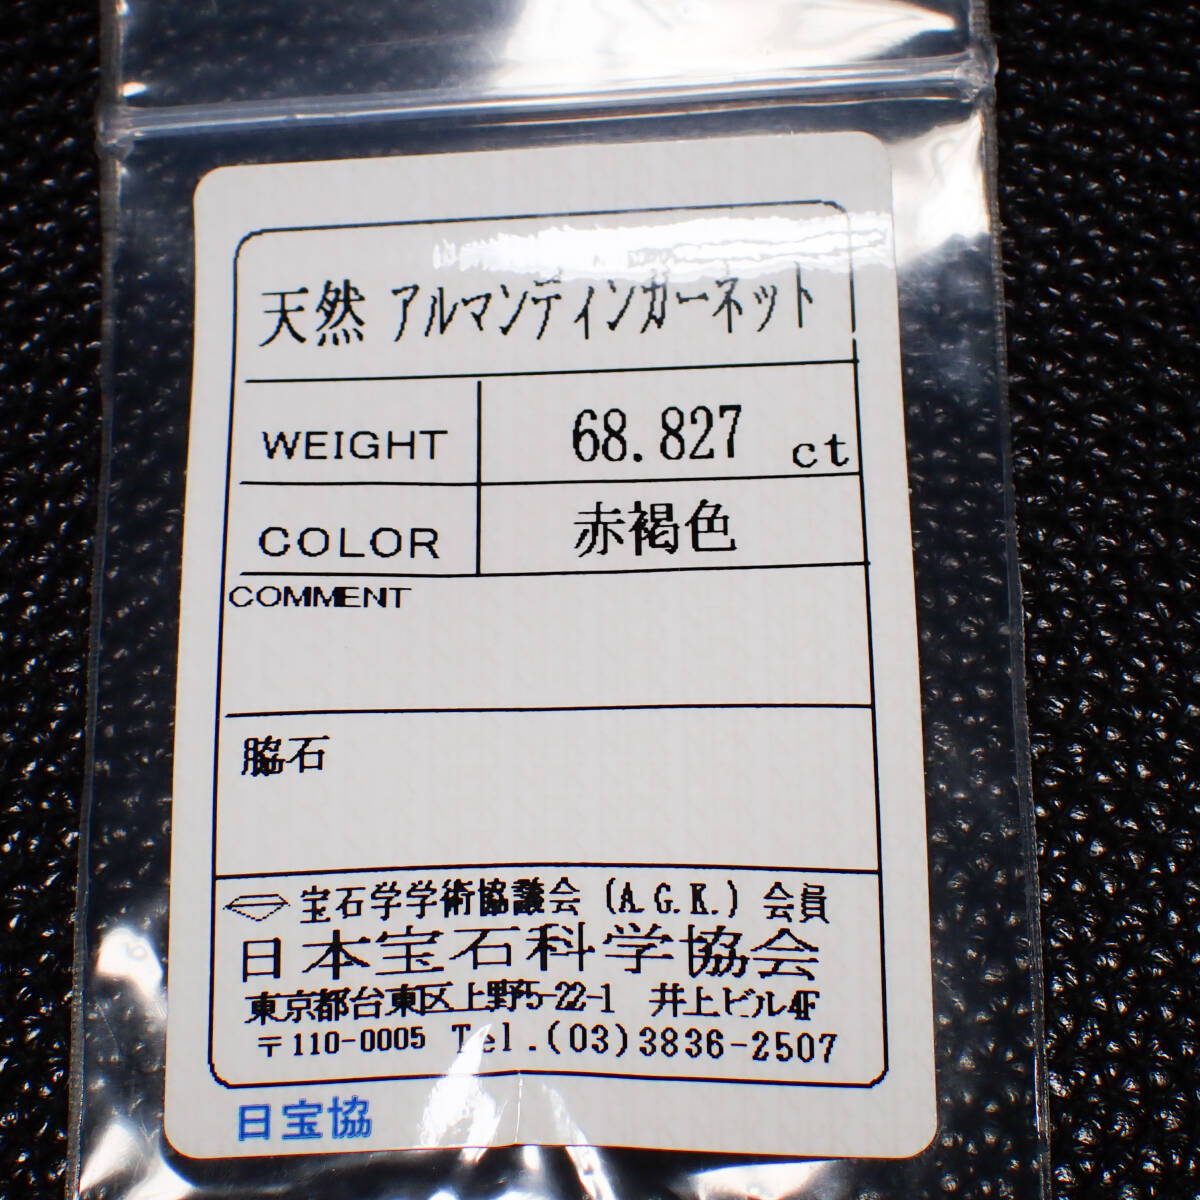 天然 アルマンディンガーネット
WEIGHT 68.827 ct
COLOR 赤褐色
COMMENT
脇石
宝石学学術協議会 (A.G.K.) 会員
日本宝石科学協会
東京都台東区上野5-22-1 井上ビル4F
〒110-0005 Tel.(03)3836-2507
日宝協